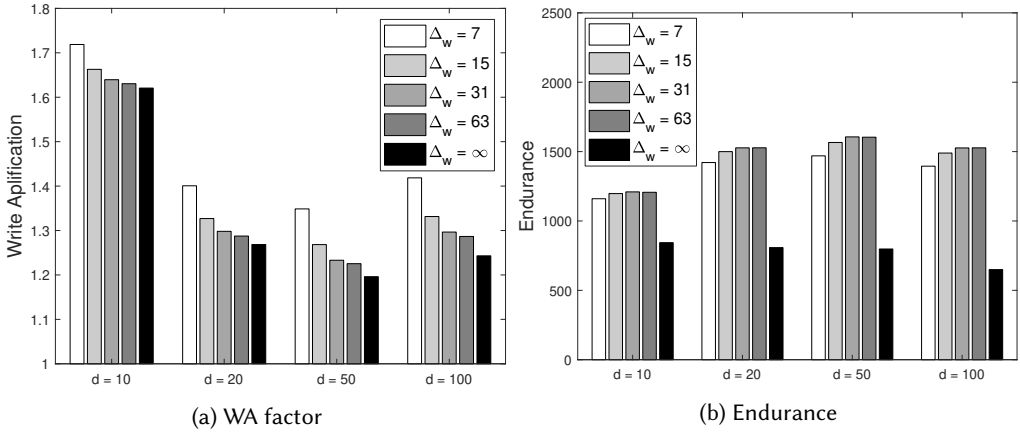 1.8
1.7
1.6
1.5
1.4
1.3
1.2
1.1
1
Write Aplification
Δw = 7
Δw = 15
Δw = 31
Δw = 63
Δw = ∞
d = 10
d = 20
d = 50
d = 100
(a) WA factor
2500
2000
1500
1000
500
0
Endurance
Δw = 7
Δw = 15
Δw = 31
Δw = 63
Δw = ∞
d = 10
d = 20
d = 50
d = 100
(b) Endurance